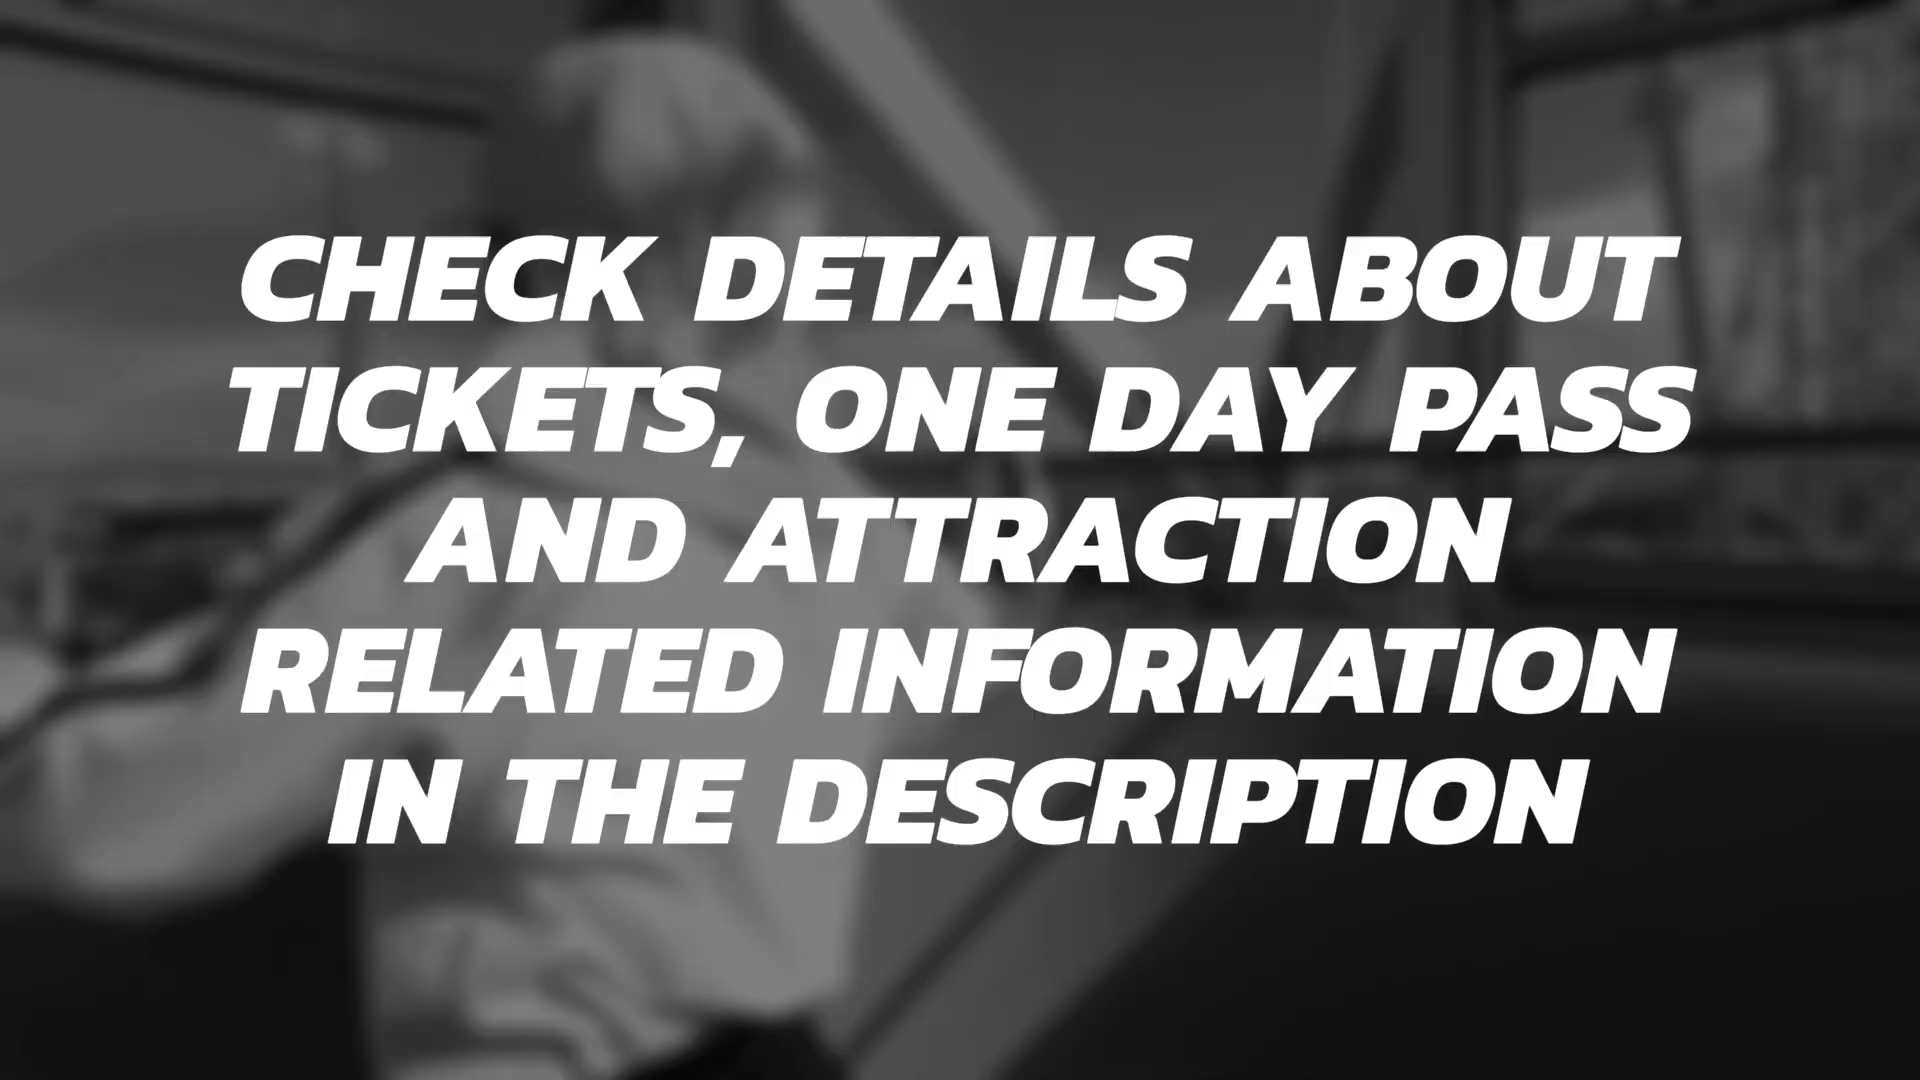 CHECK DETAILS ABOUT
TICKETS, ONE DAY PASS
AND ATTRACTION
RELATED INFORMATION
IN THE DESCRIPTION